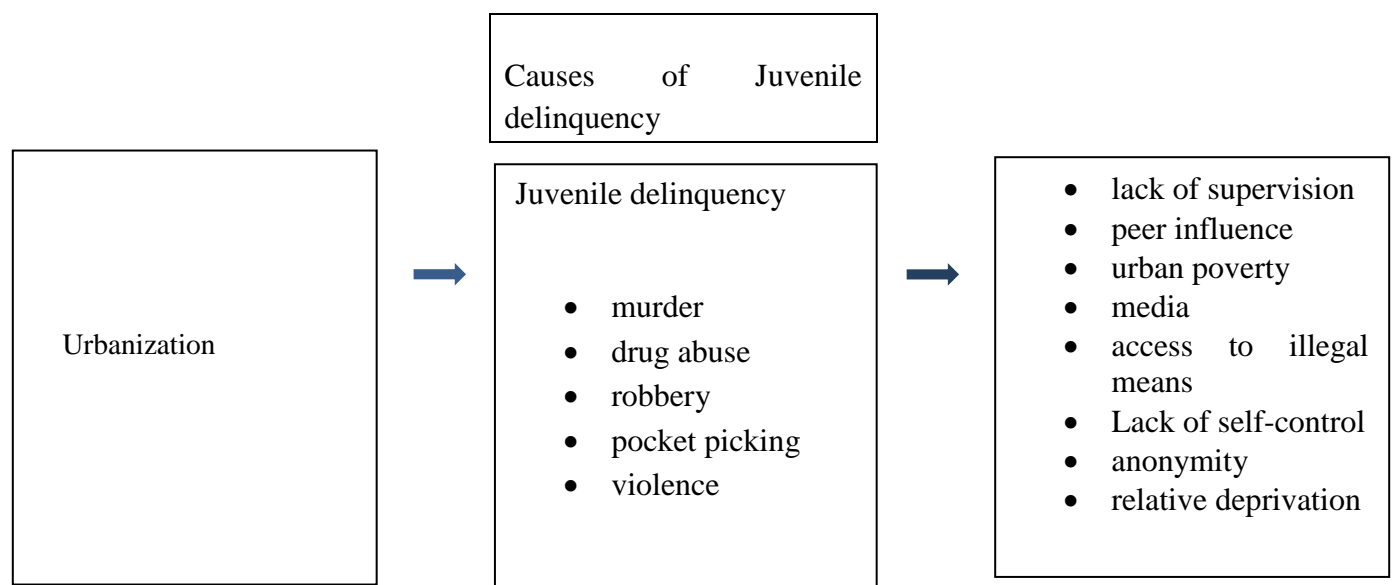 Causes of Juvenile
delinquency
Urbanization
Juvenile delinquency
• murder
• drug abuse
• robbery
• pocket picking
• violence
• lack of supervision
• peer influence
• urban poverty
• media
• access to illegal
means
• Lack of self-control
• anonymity
• relative deprivation